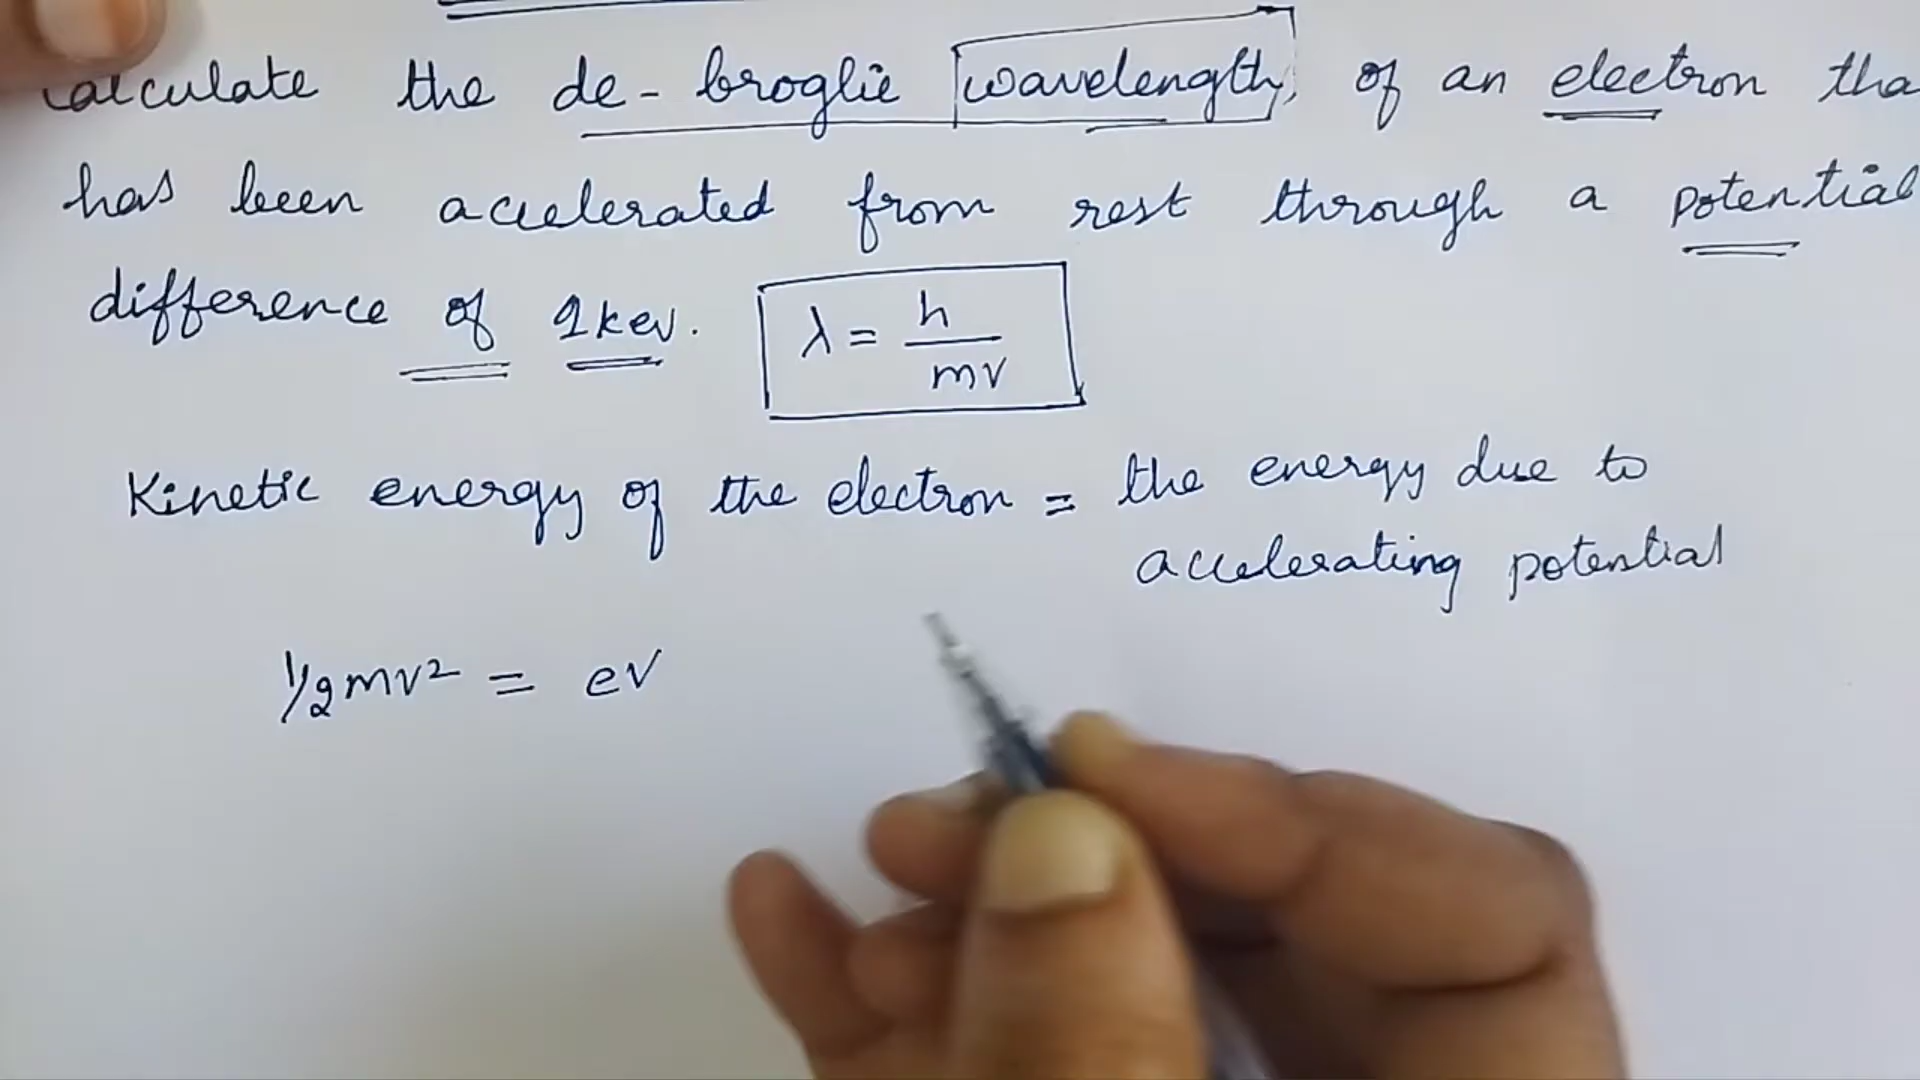 calculate the de-broglie wavelength, of an electron tha
has been accelerated from rest through a potential
difference of 1kev.
λ = h/mv
Kinetic energy of the electron = the energy due to
accelerating potential
1/2mv² = eV